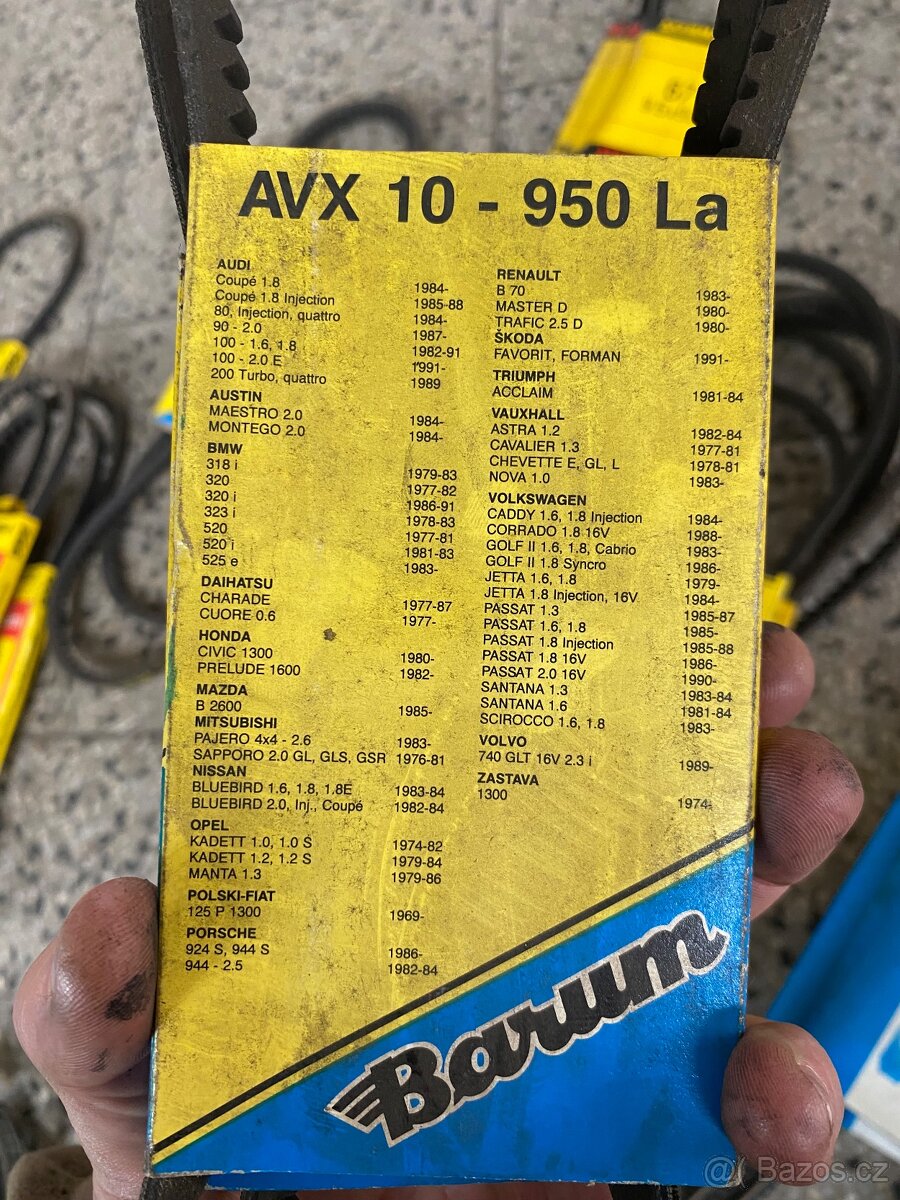 AVX 10 - 950 La
AUDI
Coupé 1.8 1984-
Coupé 1.8 Injection 1985-88
80, Injection, quattro 1984-
90 - 2.0 1987-
100 - 1.6, 1.8 1982-91
100 - 2.0 E 1991-
200 Turbo, quattro 1989
AUSTIN
MAESTRO 2.0 1984-
MONTEGO 2.0 1984-
BMW
318 i 1979-83
320 1977-82
320 i 1986-91
323 i 1978-83
520 1977-81
520 i 1981-83
525 e 1983-
DAIHATSU
CHARADE 1977-87
CUORE 0.6 1977-
HONDA
CIVIC 1300 1980-
PRELUDE 1600 1982-
MAZDA
B 2600 1985-
MITSUBISHI
PAJERO 4x4 - 2.6 1983-
SAPPORO 2.0 GL, GLS, GSR 1976-81
NISSAN
BLUEBIRD 1.6, 1.8, 1.8E 1983-84
BLUEBIRD 2.0, Inj., Coupé 1982-84
OPEL
KADETT 1.0, 1.0 S 1974-82
KADETT 1.2, 1.2 S 1979-84
MANTA 1.3 1979-86
POLSKI-FIAT
125 P 1300 1969-
PORSCHE
924 S, 944 S 1986-
944 - 2.5 1982-84
RENAULT
B 70 1983-
MASTER D 1980-
TRAFIC 2.5 D 1980-
ŠKODA
FAVORIT, FORMAN 1991-
TRIUMPH
ACCLAIM 1981-84
VAUXHALL
ASTRA 1.2 1982-84
CAVALIER 1.3 1977-81
CHEVETTE E, GL, L 1978-81
NOVA 1.0 1983-
VOLKSWAGEN
CADDY 1.6, 1.8 Injection 1984-
CORRADO 1.8 16V 1988-
GOLF II 1.6, 1.8, Cabrio 1983-
GOLF II 1.8 Syncro 1986-
JETTA 1.6, 1.8 1979-
JETTA 1.8 Injection, 16V 1984-
PASSAT 1.3 1985-87
PASSAT 1.6, 1.8 1985-
PASSAT 1.8 Injection 1985-88
PASSAT 1.8 16V 1986-
PASSAT 2.0 16V 1990-
SANTANA 1.3 1983-84
SANTANA 1.6 1981-84
SCIROCCO 1.6, 1.8 1983-
VOLVO
740 GLT 16V 2.3 i 1989-
ZASTAVA
1300 1974-
Barum
@ Bazos.cz